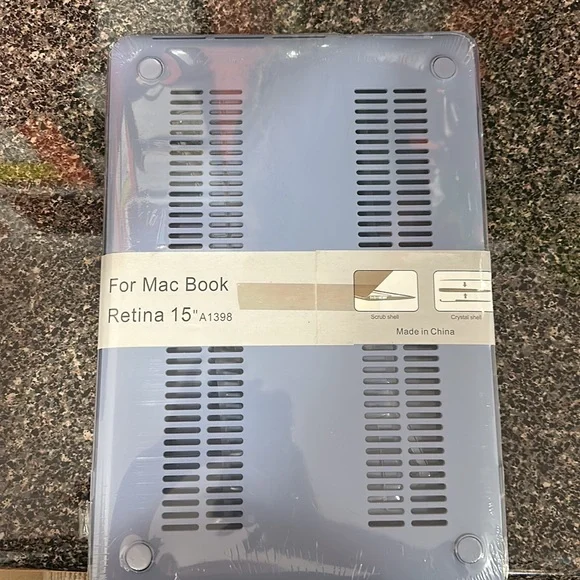 For Mac Book
Retina 15" A1398
Scrub shell
Crystal shell
Made in China